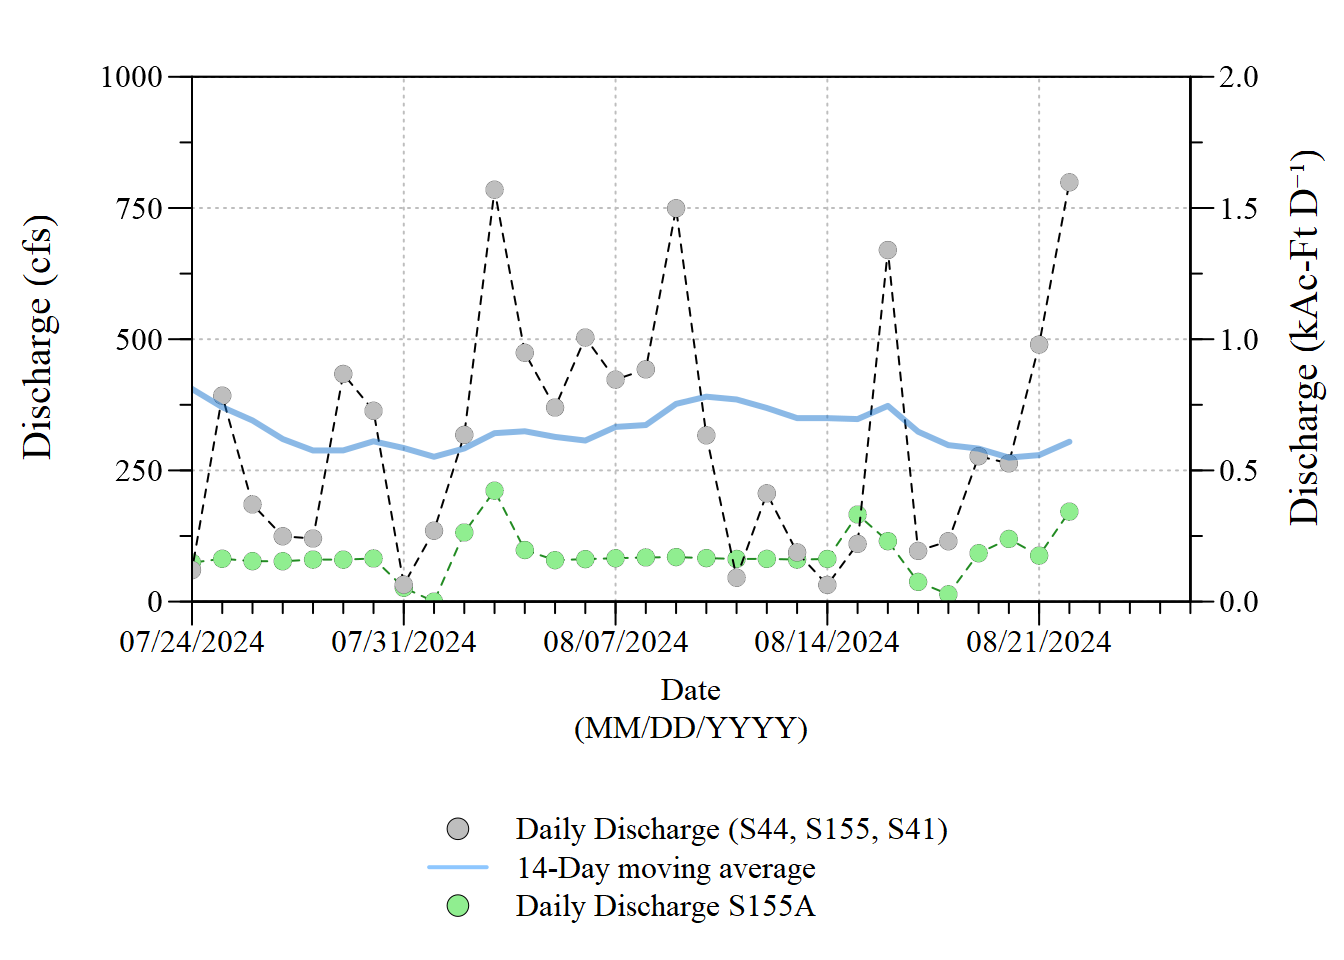 1000
750
500
250
0
Discharge (cfs)
2.0
1.5
1.0
0.5
0.0
Discharge (kAc-Ft D⁻¹)
07/24/2024
07/31/2024
08/07/2024
08/14/2024
08/21/2024
Date
(MM/DD/YYYY)
Daily Discharge (S44, S155, S41)
14-Day moving average
Daily Discharge S155A